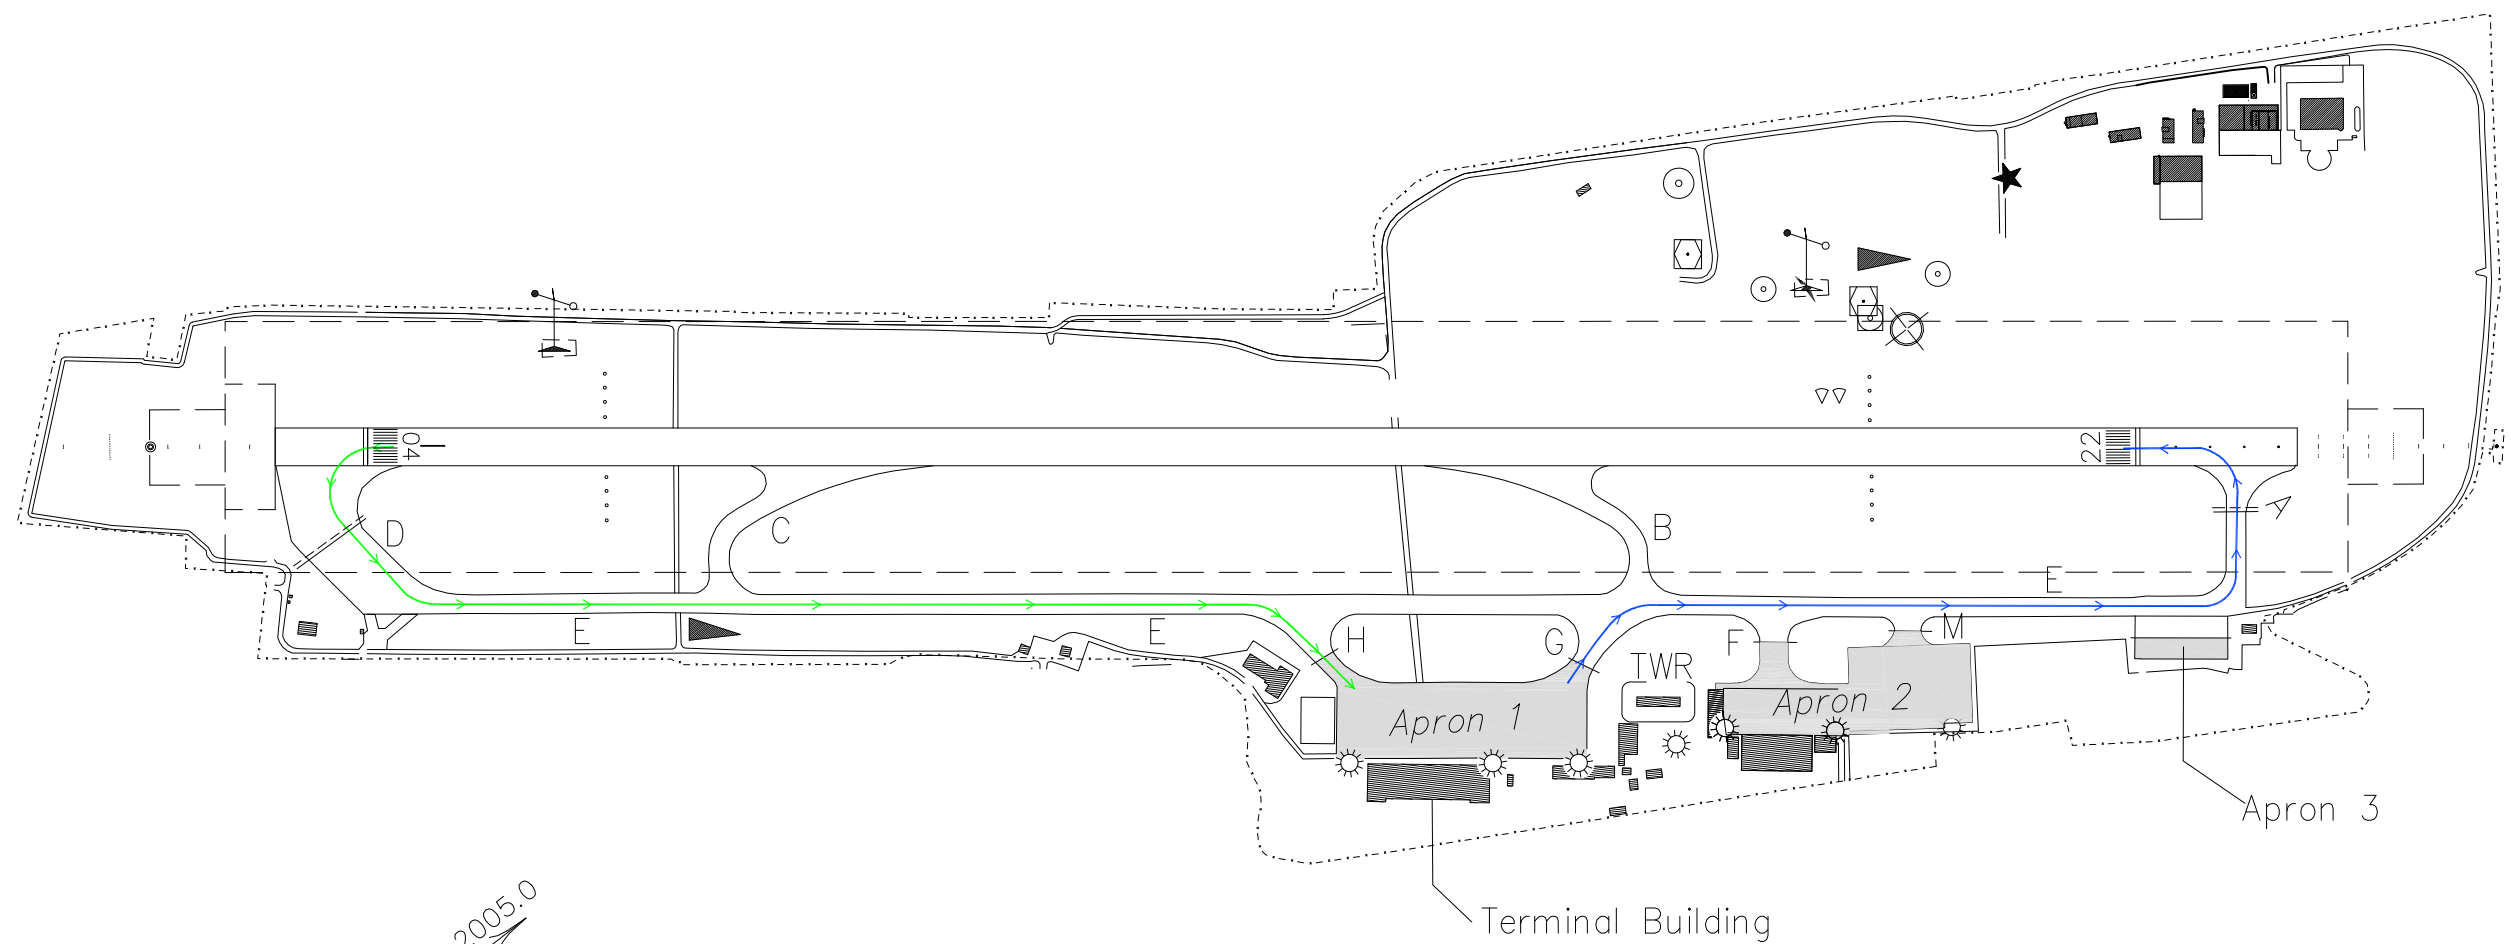 04
22
A
D
C
B
E
E
E
H
G
F
M
TWR
Apron 1
Apron 2
Apron 3
2005.0
Terminal Building